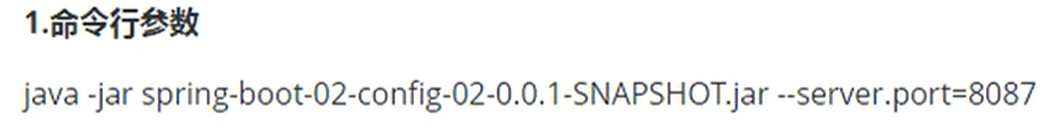 1.命令行参数
java -jar spring-boot-02-config-02-0.0.1-SNAPSHOT.jar --server.port=8087